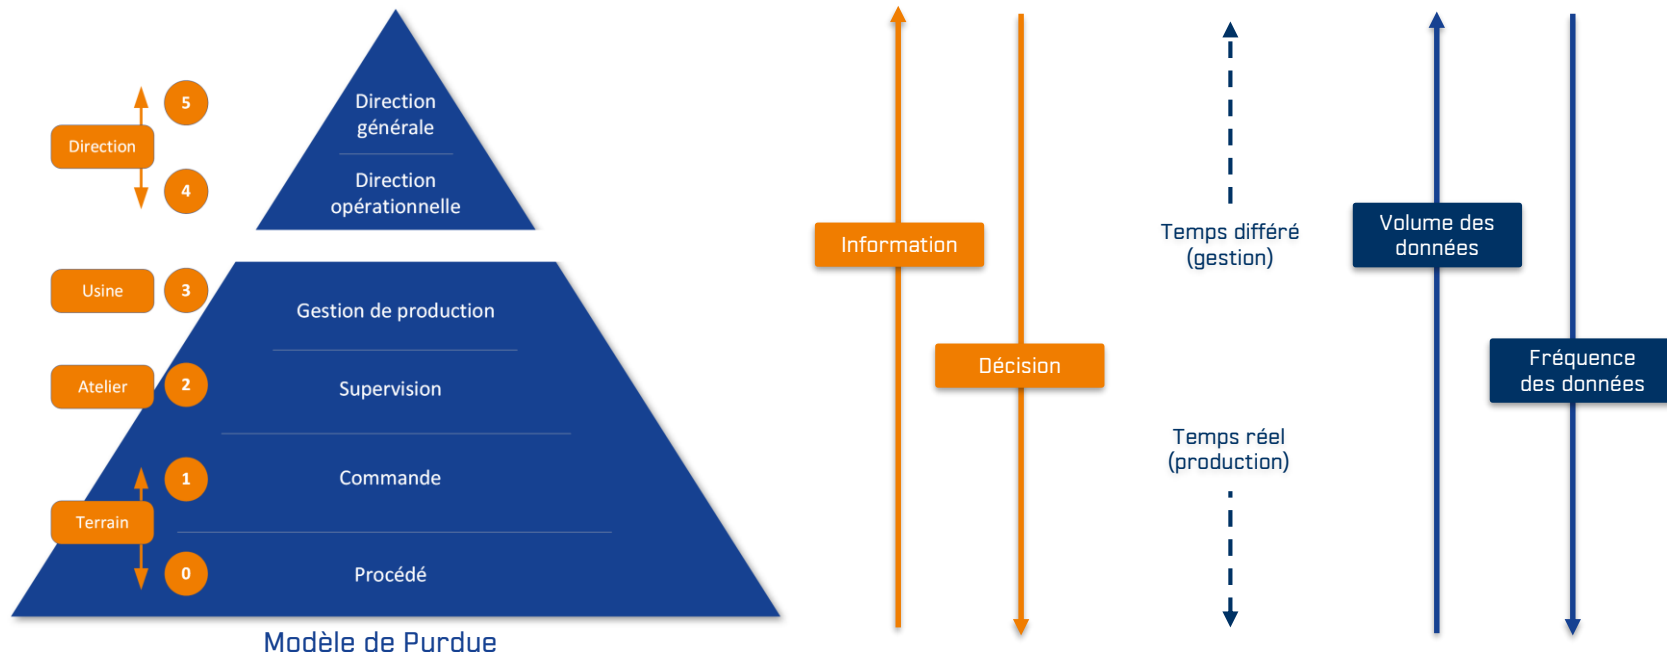 5
Direction
4
Direction
générale
Direction
opérationnelle
Usine
3
Gestion de production
Atelier
2
Supervision
1
Commande
Terrain
0
Procédé
Modèle de Purdue
Information
Décision
Temps différé
(gestion)
Temps réel
(production)
Volume des
données
Fréquence
des données